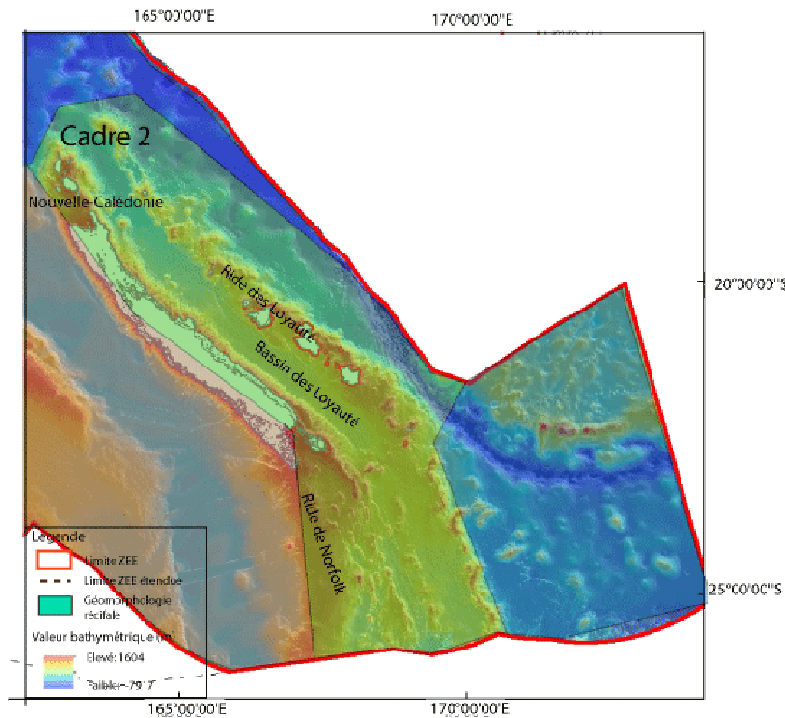 165°00'00"E
170°00'00"E
Cadre 2
Nouvelle-Calédonie
Ride des Loyauté
20°00'00"S
Bassin des Loyauté
Ride de Norfolk
Légende
Limite ZEE
Limite ZEE étendue
Géomorphologie
récifale
25°00'00"S
Valeur bathymétrique (m
Elevé: 1604
165°00'00"E
170°00'00"E